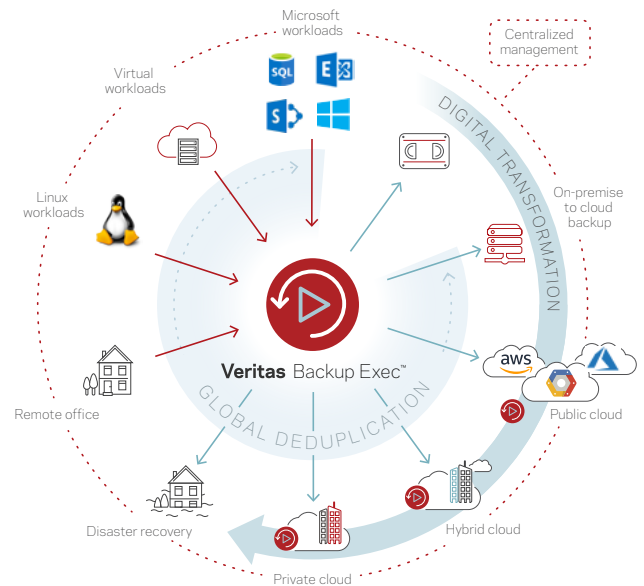 Microsoft
workloads
Centralized
management
Virtual
workloads
SQL
E
S
DIGITAL TRANSFORMATION
Linux
workloads
On-premise
to cloud
backup
Veritas Backup Exec™
aws
GLOBAL DEDUPLICATION
Remote office
Public cloud
Disaster recovery
Hybrid cloud
Private cloud